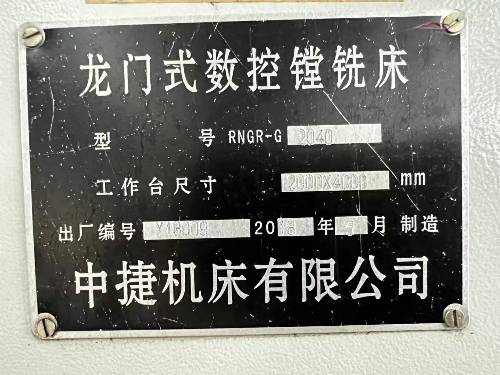 龙门式数控镗铣床
型 号 RNGR-G 2040
工作台尺寸 2000X4000 mm
出厂编号 20 年 月 制造
中捷机床有限公司